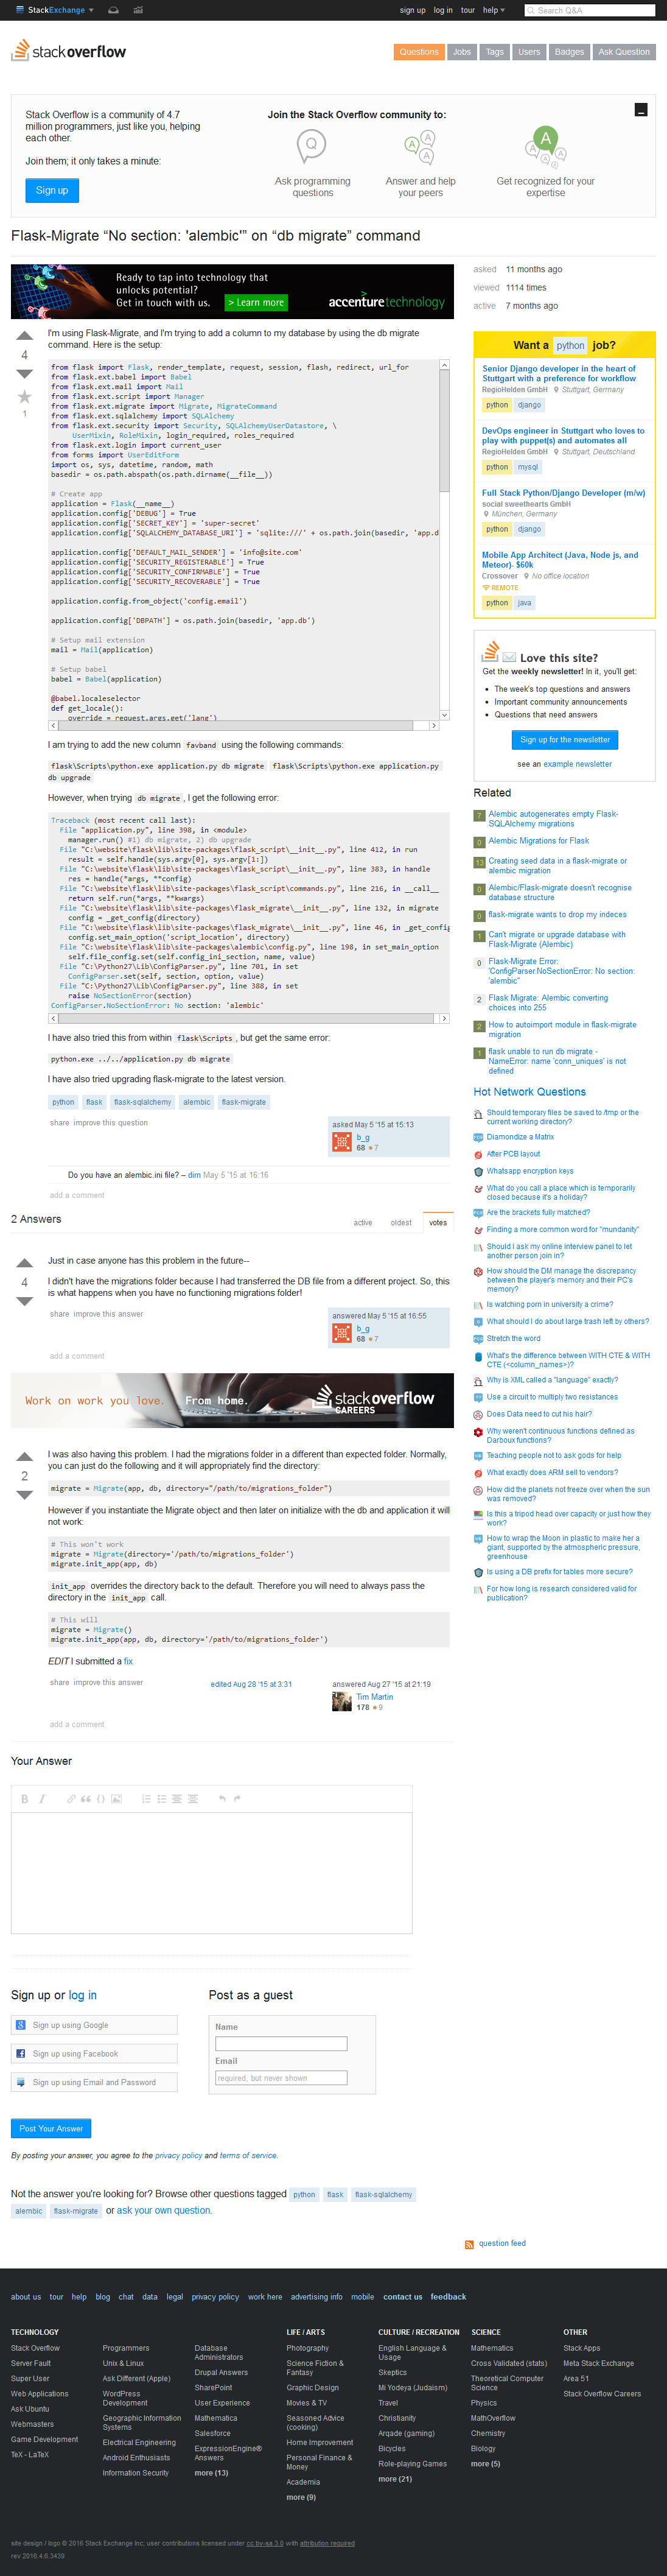 StackExchange
sign up log in tour help
Search Q&A
stackoverflow
Questions Jobs Tags Users Badges Ask Question
Stack Overflow is a community of 4.7
million programmers, just like you, helping
each other.
Join them; it only takes a minute:
Sign up
Join the Stack Overflow community to:
Ask programming
questions
Answer and help
your peers
Get recognized for your
expertise
Flask-Migrate “No section: 'alembic'” on “db migrate” command
Ready to tap into technology that
unlocks potential?
Get in touch with us.
> Learn more
accenturetechnology
4
1
I'm using Flask-Migrate, and I'm trying to add a column to my database by using the db migrate
command. Here is the setup:
from flask import Flask, render_template, request, session, flash, redirect, url_for
from flask.ext.babel import Babel
from flask.ext.mail import Mail
from flask.ext.script import Manager
from flask.ext.migrate import Migrate, MigrateCommand
from flask.ext.sqlalchemy import SQLAlchemy
from flask.ext.security import Security, SQLAlchemyUserDatastore, \
UserMixin, RoleMixin, login_required, roles_required
from flask.ext.login import current_user
from forms import UserEditForm
import os, sys, datetime, random, math
basedir = os.path.abspath(os.path.dirname(__file__))
# Create app
application = Flask(__name__)
application.config['DEBUG'] = True
application.config['SECRET_KEY'] = 'super-secret'
application.config['SQLALCHEMY_DATABASE_URI'] = 'sqlite:///' + os.path.join(basedir, 'app.d
application.config['DEFAULT_MAIL_SENDER'] = 'info@site.com'
application.config['SECURITY_REGISTERABLE'] = True
application.config['SECURITY_CONFIRMABLE'] = True
application.config['SECURITY_RECOVERABLE'] = True
application.config.from_object('config.email')
application.config['DBPATH'] = os.path.join(basedir, 'app.db')
# Setup mail extension
mail = Mail(application)
# Setup babel
babel = Babel(application)
@babel.localeselector
def get_locale():
override = request.args.get('lang')
I am trying to add the new column favband using the following commands:
flask\Scripts\python.exe application.py db migrate flask\Scripts\python.exe application.py
db upgrade
However, when trying db migrate, I get the following error:
Traceback (most recent call last):
File "application.py", line 398, in <module>
manager.run() #1) db migrate, 2) db upgrade
File "C:\website\flask\lib\site-packages\flask_script\__init__.py", line 412, in run
result = self.handle(sys.argv[0], sys.argv[1:])
File "C:\website\flask\lib\site-packages\flask_script\__init__.py", line 383, in handle
res = handle(*args, **config)
File "C:\website\flask\lib\site-packages\flask_script\commands.py", line 216, in __call__
return self.run(*args, **kwargs)
File "C:\website\flask\lib\site-packages\flask_migrate\__init__.py", line 132, in migrate
config = _get_config(directory)
File "C:\website\flask\lib\site-packages\flask_migrate\__init__.py", line 46, in _get_confi
config.set_main_option('script_location', directory)
File "C:\website\flask\lib\site-packages\alembic\config.py", line 198, in set_main_option
self.file_config.set(self.config_ini_section, name, value)
File "C:\Python27\Lib\ConfigParser.py", line 701, in set
ConfigParser.set(self, section, option, value)
File "C:\Python27\Lib\ConfigParser.py", line 388, in set
raise NoSectionError(section)
ConfigParser.NoSectionError: No section: 'alembic'
I have also tried this from within flask\Scripts, but get the same error:
python.exe ../../application.py db migrate
I have also tried upgrading flask-migrate to the latest version.
python flask flask-sqlalchemy alembic flask-migrate
share improve this question
asked May 5 '15 at 15:13
b_g
68 7
Do you have an alembic.ini file? – dirn May 5 '15 at 16:16
add a comment
2 Answers
active oldest votes
4
Just in case anyone has this problem in the future--
I didn't have the migrations folder because I had transferred the DB file from a different project. So, this
is what happens when you have no functioning migrations folder!
share improve this answer
answered May 5 '15 at 16:55
b_g
68 7
add a comment
Work on work you love. From home.
stackoverflow
CAREERS
2
I was also having this problem. I had the migrations folder in a different than expected folder. Normally,
you can just do the following and it will appropriately find the directory:
migrate = Migrate(app, db, directory="/path/to/migrations_folder")
However if you instantiate the Migrate object and then later on initialize with the db and application it will
not work:
# This won't work
migrate = Migrate(directory='/path/to/migrations_folder')
migrate.init_app(app, db)
init_app overrides the directory back to the default. Therefore you will need to always pass the
directory in the init_app call.
# This will
migrate = Migrate()
migrate.init_app(app, db, directory='/path/to/migrations_folder')
EDIT I submitted a fix
share improve this answer
edited Aug 28 '15 at 3:31
answered Aug 27 '15 at 21:19
Tim Martin
178 9
add a comment
Your Answer
Sign up or log in
Sign up using Google
Sign up using Facebook
Sign up using Email and Password
Post as a guest
Name
Email
required, but never shown
Post Your Answer
By posting your answer, you agree to the privacy policy and terms of service.
Not the answer you're looking for? Browse other questions tagged python flask flask-sqlalchemy
alembic flask-migrate or ask your own question.
asked 11 months ago
viewed 1114 times
active 7 months ago
Want a python job?
Senior Django developer in the heart of
Stuttgart with a preference for workflow
RegioHelden GmbH Stuttgart, Germany
python django
DevOps engineer in Stuttgart who loves to
play with puppet(s) and automates all
RegioHelden GmbH Stuttgart, Deutschland
python mysql
Full Stack Python/Django Developer (m/w)
social sweethearts GmbH
München, Germany
python django
Mobile App Architect (Java, Node js, and
Meteor)- $60k
Crossover No office location
REMOTE
python java
Love this site?
Get the weekly newsletter! In it, you'll get:
The week's top questions and answers
Important community announcements
Questions that need answers
Sign up for the newsletter
see an example newsletter
Related
7 Alembic autogenerates empty Flask-
SQLAlchemy migrations
0 Alembic Migrations for Flask
13 Creating seed data in a flask-migrate or
alembic migration
0 Alembic/Flask-migrate doesn't recognise
database structure
0 flask-migrate wants to drop my indeces
1 Can't migrate or upgrade database with
Flask-Migrate (Alembic)
0 Flask-Migrate Error:
'ConfigParser.NoSectionError: No section:
'alembic''
2 Flask Migrate: Alembic converting
choices into 255
2 How to autoimport module in flask-migrate
migration
1 flask unable to run db migrate -
NameError: name 'conn_uniques' is not
defined
Hot Network Questions
Should temporary files be saved to /tmp or the
current working directory?
Diamondize a Matrix
After PCB layout
Whatsapp encryption keys
What do you call a place which is temporarily
closed because it's a holiday?
Are the brackets fully matched?
Finding a more common word for "mundanity"
Should I ask my online interview panel to let
another person join in?
How should the DM manage the discrepancy
between the player's memory and their PC's
memory?
Is watching porn in university a crime?
What should I do about large trash left by others?
Stretch the word
What's the difference between WITH CTE & WITH
CTE (<column_names>)?
Why is XML called a "language" exactly?
Use a circuit to multiply two resistances
Does Data need to cut his hair?
Why weren't continuous functions defined as
Darboux functions?
Teaching people not to ask gods for help
What exactly does ARM sell to vendors?
How did the planets not freeze over when the sun
was removed?
Is this a tripod head over capacity or just how they
work?
How to wrap the Moon in plastic to make her a
giant, supported by the atmospheric pressure,
greenhouse
Is using a DB prefix for tables more secure?
For how long is research considered valid for
publication?
question feed
about us tour help blog chat data legal privacy policy work here advertising info mobile contact us feedback
TECHNOLOGY
Stack Overflow
Server Fault
Super User
Web Applications
Ask Ubuntu
Webmasters
Game Development
TeX - LaTeX
Programmers
Unix & Linux
Ask Different (Apple)
WordPress
Development
Geographic Information
Systems
Electrical Engineering
Android Enthusiasts
Information Security
Database
Administrators
Drupal Answers
SharePoint
User Experience
Mathematica
Salesforce
ExpressionEngine®
Answers
more (13)
LIFE / ARTS
Photography
Science Fiction &
Fantasy
Graphic Design
Movies & TV
Seasoned Advice
(cooking)
Home Improvement
Personal Finance &
Money
Academia
more (9)
CULTURE / RECREATION
English Language &
Usage
Skeptics
Mi Yodeya (Judaism)
Travel
Christianity
Arqade (gaming)
Bicycles
Role-playing Games
more (21)
SCIENCE
Mathematics
Cross Validated (stats)
Theoretical Computer
Science
Physics
MathOverflow
Chemistry
Biology
more (5)
OTHER
Stack Apps
Meta Stack Exchange
Area 51
Stack Overflow Careers
site design / logo © 2016 Stack Exchange Inc; user contributions licensed under cc by-sa 3.0 with attribution required
rev 2016.4.6.3439